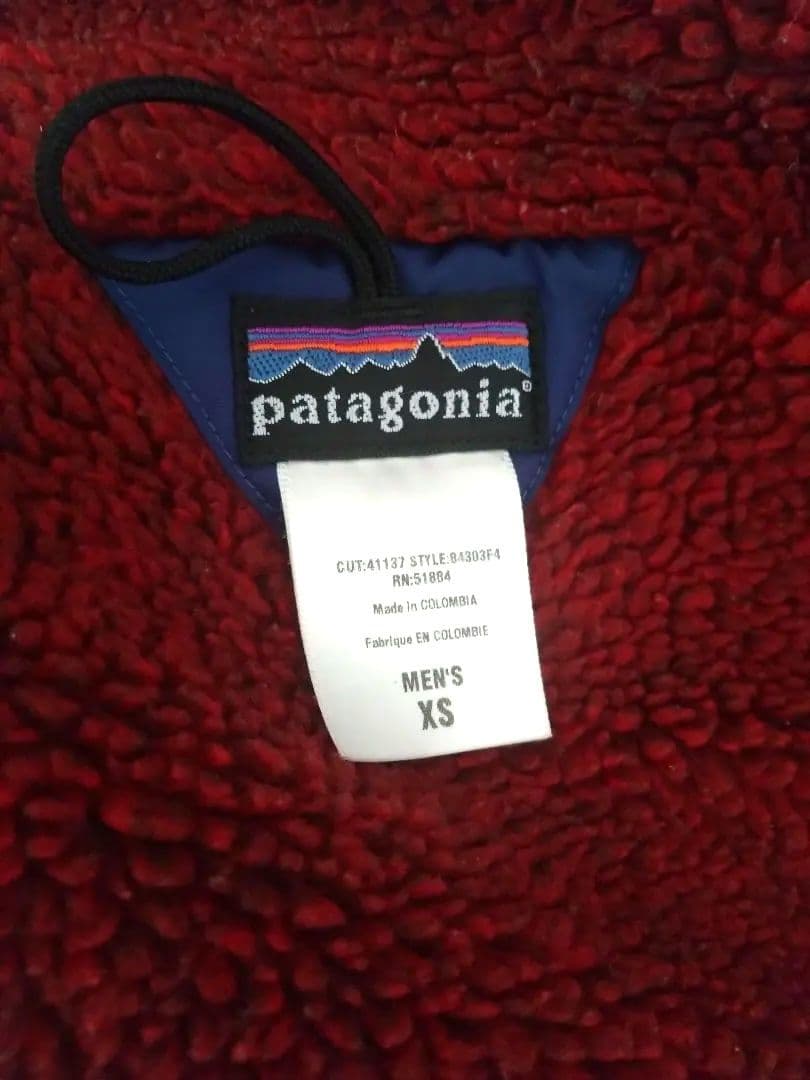 patagonia®
CUT:41137 STYLE:84303F4
RN:51884
Made in COLOMBIA
Fabrique EN COLOMBIE
MEN'S
XS